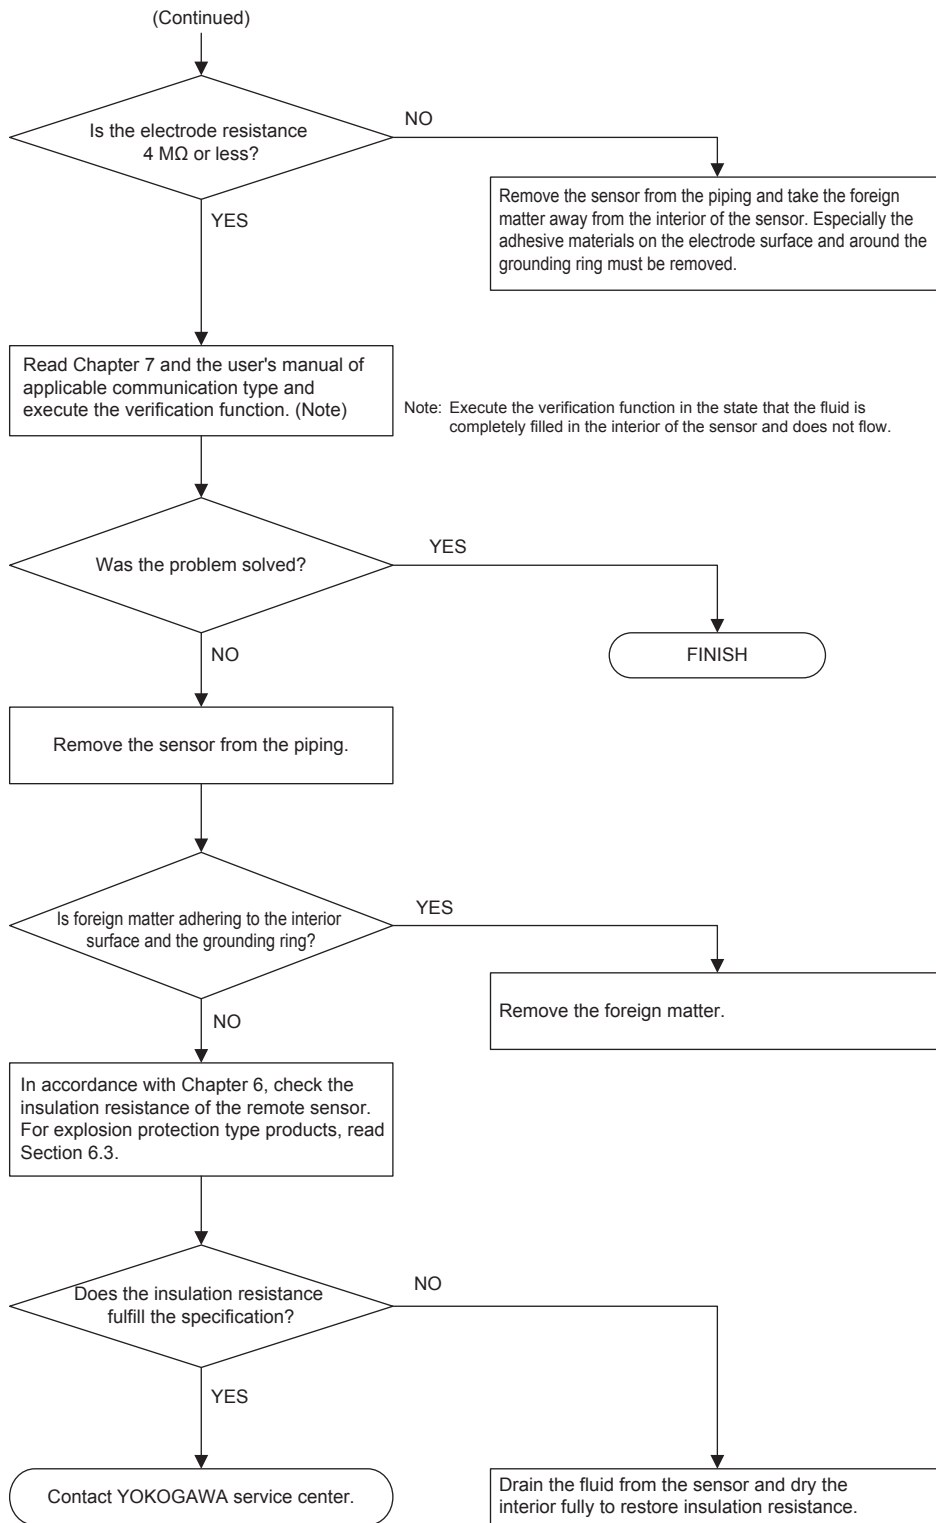 (Continued)
Is the electrode resistance
4 MΩ or less?
NO
YES
Remove the sensor from the piping and take the foreign
matter away from the interior of the sensor. Especially the
adhesive materials on the electrode surface and around the
grounding ring must be removed.
Read Chapter 7 and the user's manual of
applicable communication type and
execute the verification function. (Note)
Note: Execute the verification function in the state that the fluid is
completely filled in the interior of the sensor and does not flow.
Was the problem solved?
YES
NO
FINISH
Remove the sensor from the piping.
Is foreign matter adhering to the interior
surface and the grounding ring?
YES
NO
Remove the foreign matter.
In accordance with Chapter 6, check the
insulation resistance of the remote sensor.
For explosion protection type products, read
Section 6.3.
Does the insulation resistance
fulfill the specification?
NO
YES
Contact YOKOGAWA service center.
Drain the fluid from the sensor and dry the
interior fully to restore insulation resistance.